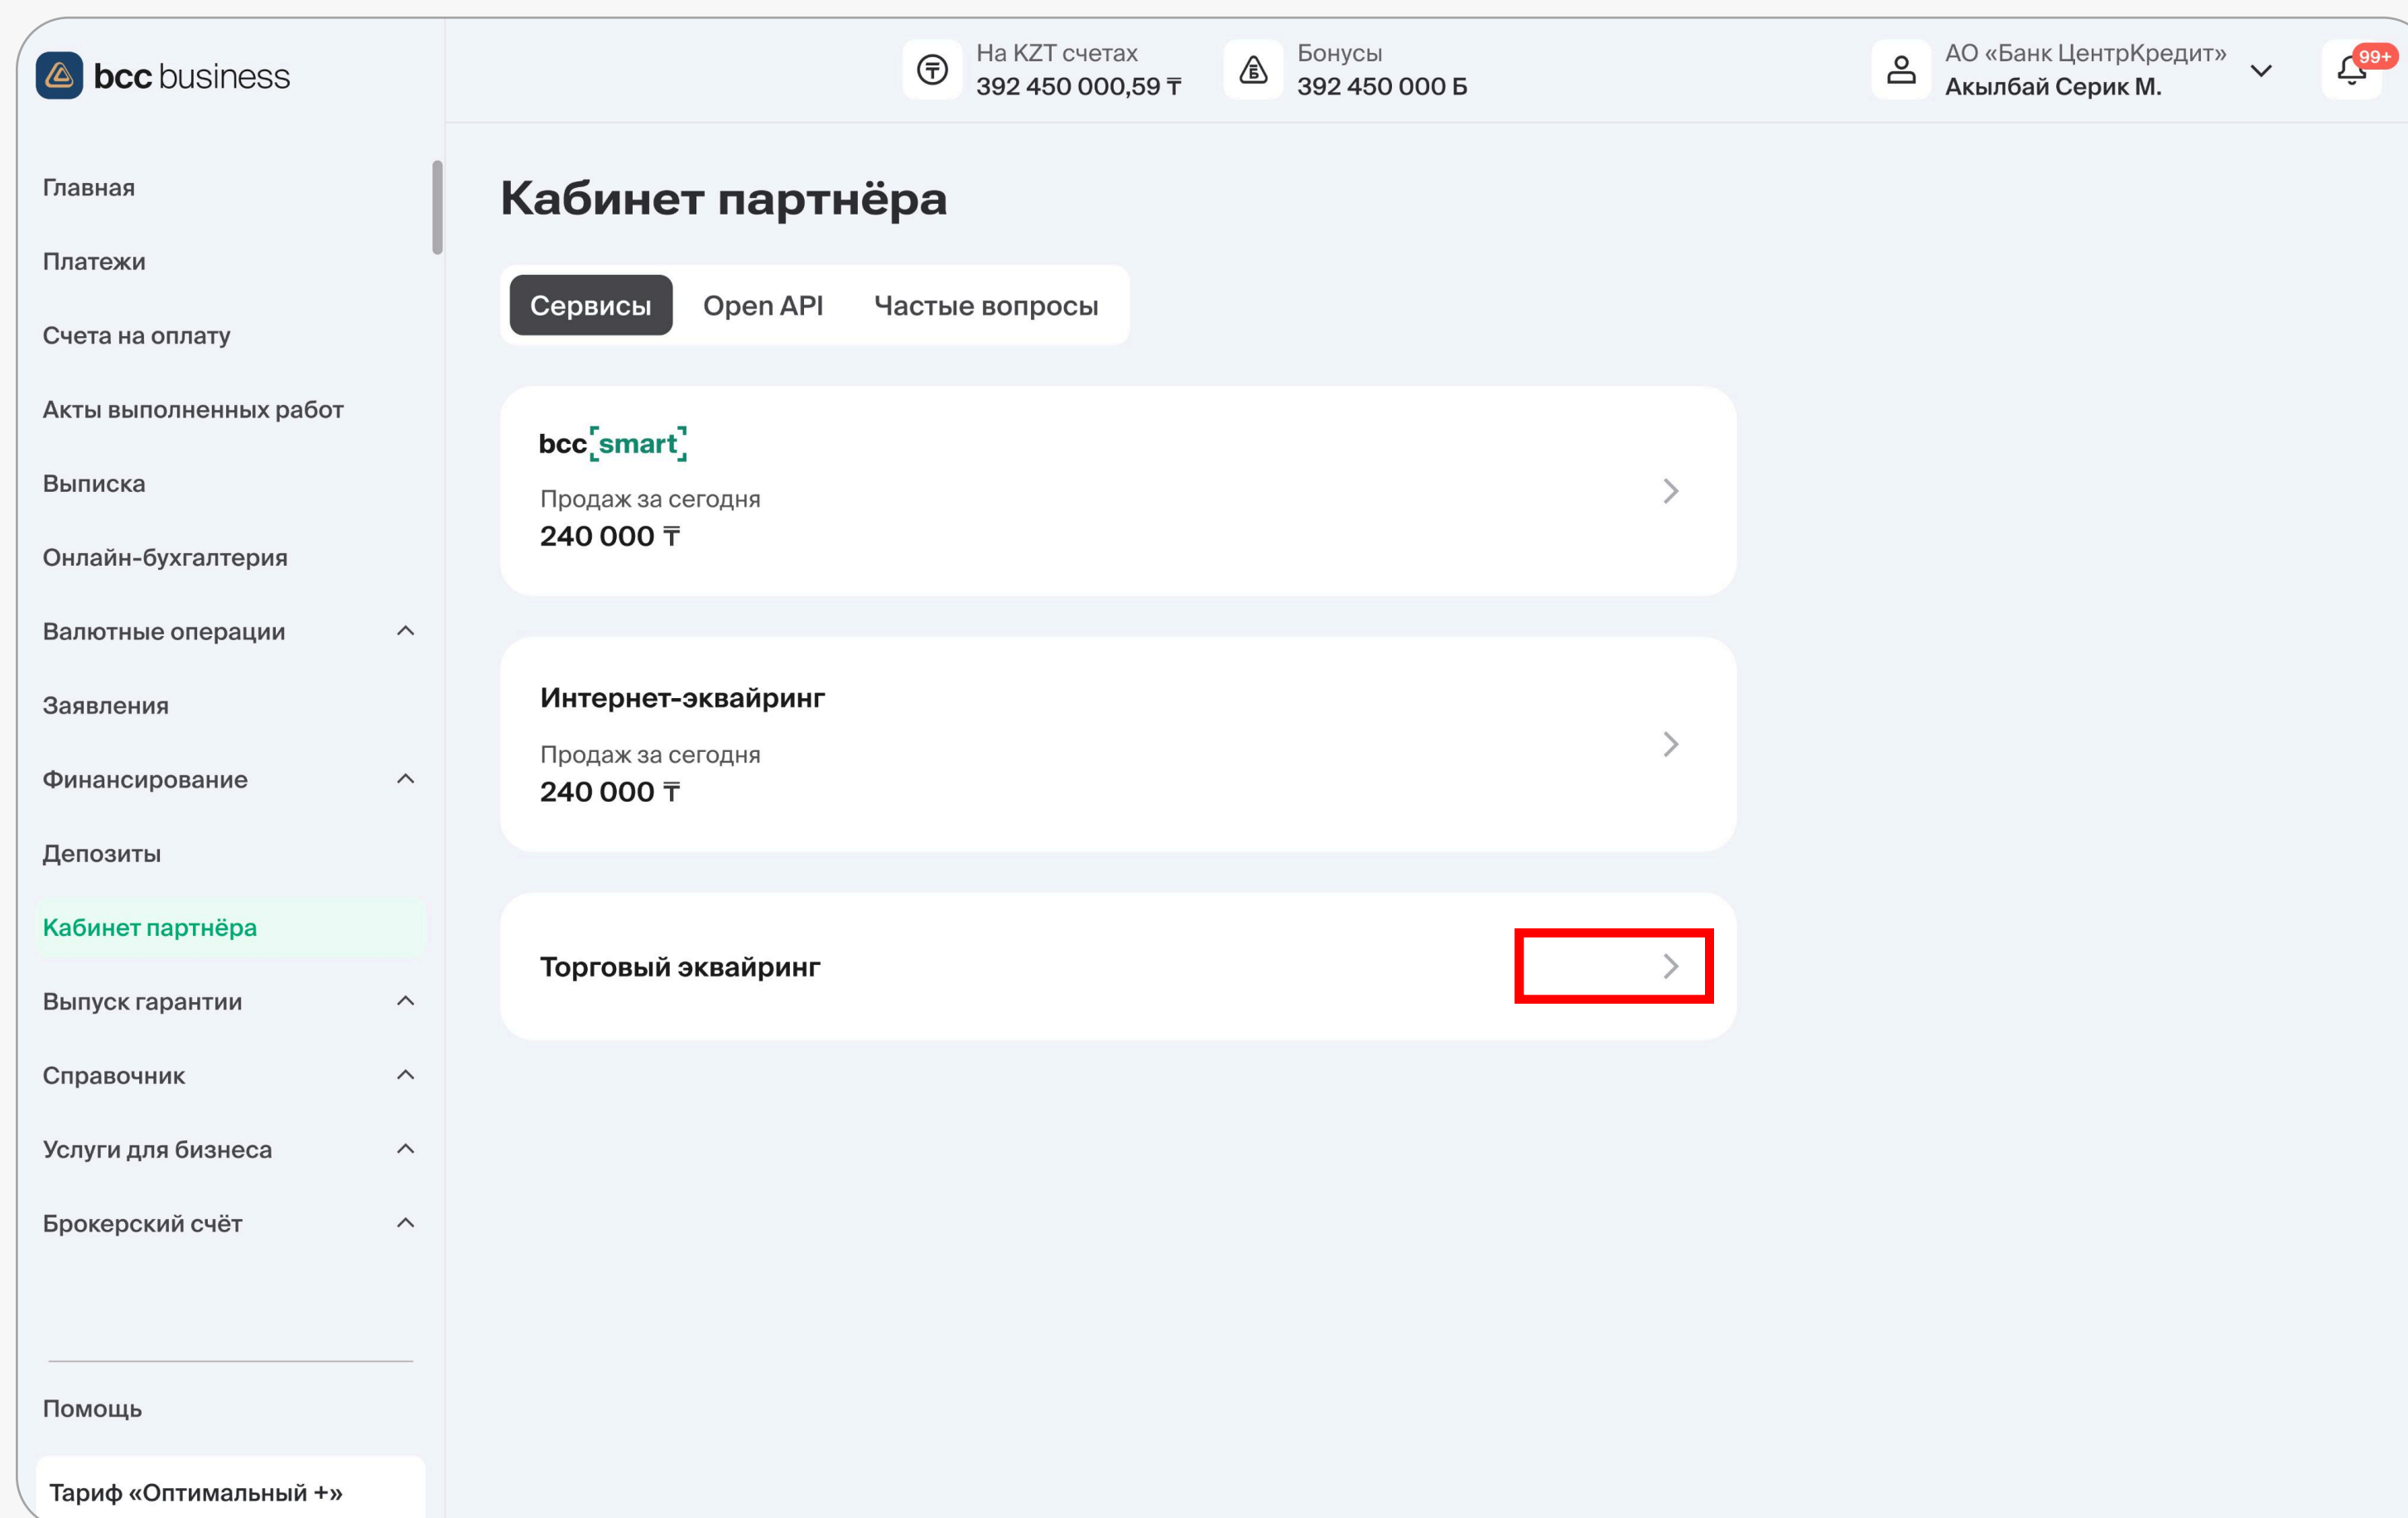 bcc business
На KZT счетах
392 450 000,59 ₸
Бонусы
392 450 000 Б
АО «Банк ЦентрКредит»
Акылбай Серик М.
99+
Главная
Платежи
Счета на оплату
Акты выполненных работ
Выписка
Онлайн-бухгалтерия
Валютные операции
Заявления
Финансирование
Депозиты
Кабинет партнёра
Выпуск гарантии
Справочник
Услуги для бизнеса
Брокерский счёт
Помощь
Тариф «Оптимальный +»
Кабинет партнёра
Сервисы Open API Частые вопросы
bcc[smart]
Продаж за сегодня
240 000 ₸
Интернет-эквайринг
Продаж за сегодня
240 000 ₸
Торговый эквайринг